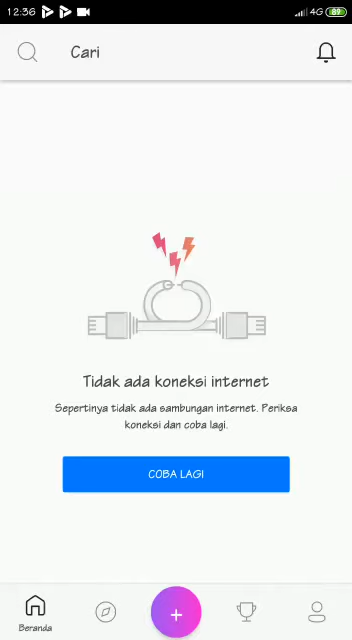 12:36 4G 89
Cari
Tidak ada koneksi internet
Sepertinya tidak ada sambungan internet. Periksa
koneksi dan coba lagi.
COBA LAGI
Beranda